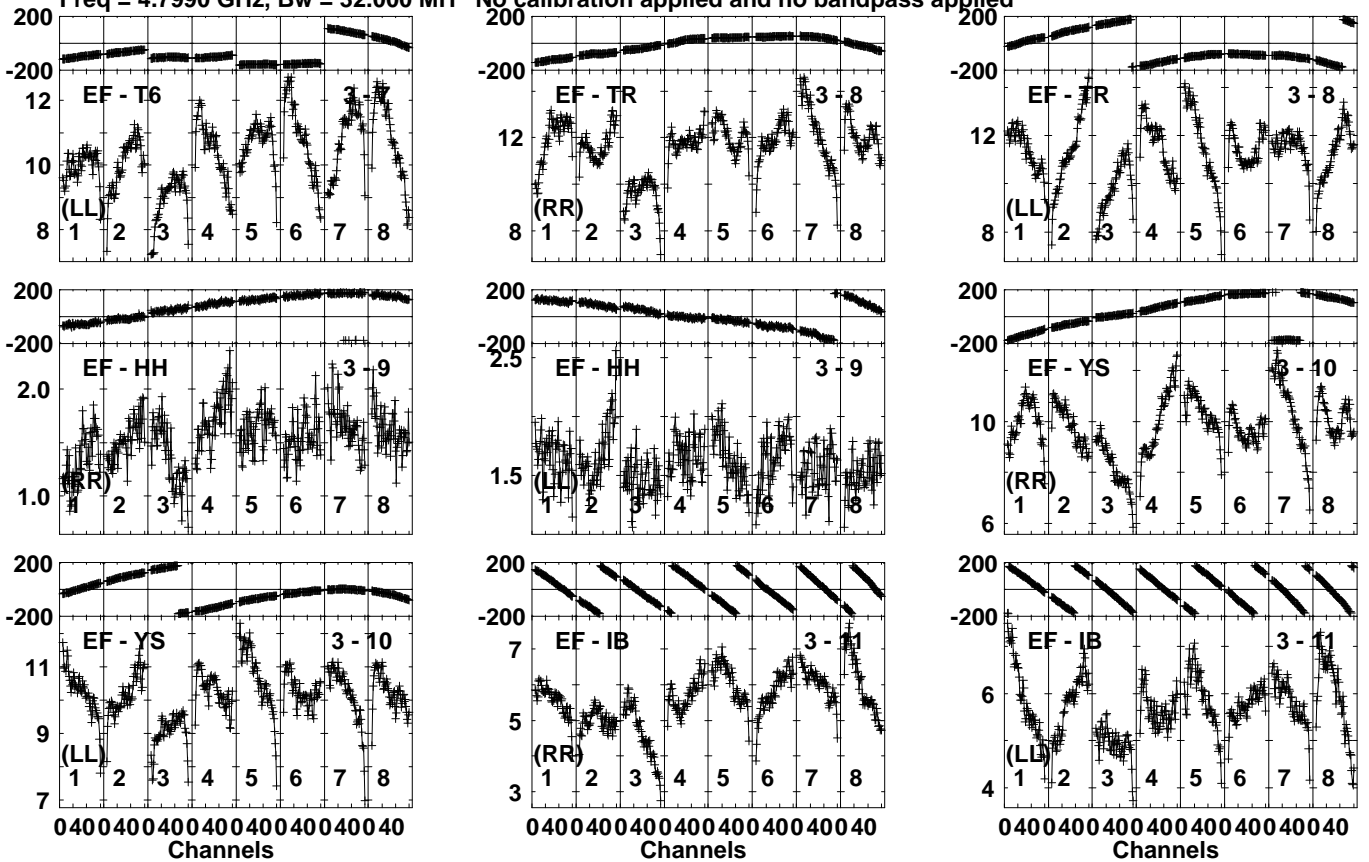 Freq = 4.7990 GHz, Bw = 32.000 MH No calibration applied and no bandpass applied
200 200 200
-200 -200 -200
EF - T6 3 - 7 EF - TR 3 - 8 EF - TR 3 - 8
12
12 12
10
(LL) (RR) (LL)
8 1 2 3 4 5 6 7 8 8 1 2 3 4 5 6 7 8 8 1 2 3 4 5 6 7 8
200 200 200
-200 -200 -200
EF - HH 3 - 9 EF - HH 3 - 9 EF - YS 3 - 10
2.5
2.0
10
(RR) (LL) (RR)
1.0 1.5
1 2 3 4 5 6 7 8 1 2 3 4 5 6 7 8 1 2 3 4 5 6 7 8
6
200 200 200
-200 -200 -200
EF - YS 3 - 10 EF - IB 3 - 11 EF - IB 3 - 11
11 7
6
9 5
(LL) (RR) (LL)
1 2 3 4 5 6 7 8 1 2 3 4 5 6 7 8 1 2 3 4 5 6 7 8
7 3 4
0 40 0 40 0 40 0 40 0 40 0 40 0 40 0 40 0 40 0 40 0 40 0 40 0 40 0 40 0 40 0 40 0 40 0 40 0 40 0 40 0 40 0 40 0 40 0 40
Channels Channels Channels